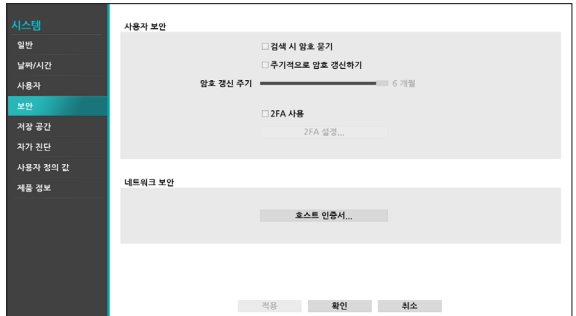 시스템
일반
날짜/시간
사용자
보안
저장 공간
자가 진단
사용자 정의 값
제품 정보
사용자 보안
검색 시 암호 묻기
주기적으로 암호 갱신하기
암호 갱신 주기 6 개월
2FA 사용
2FA 설정...
네트워크 보안
호스트 인증서...
적용 확인 취소